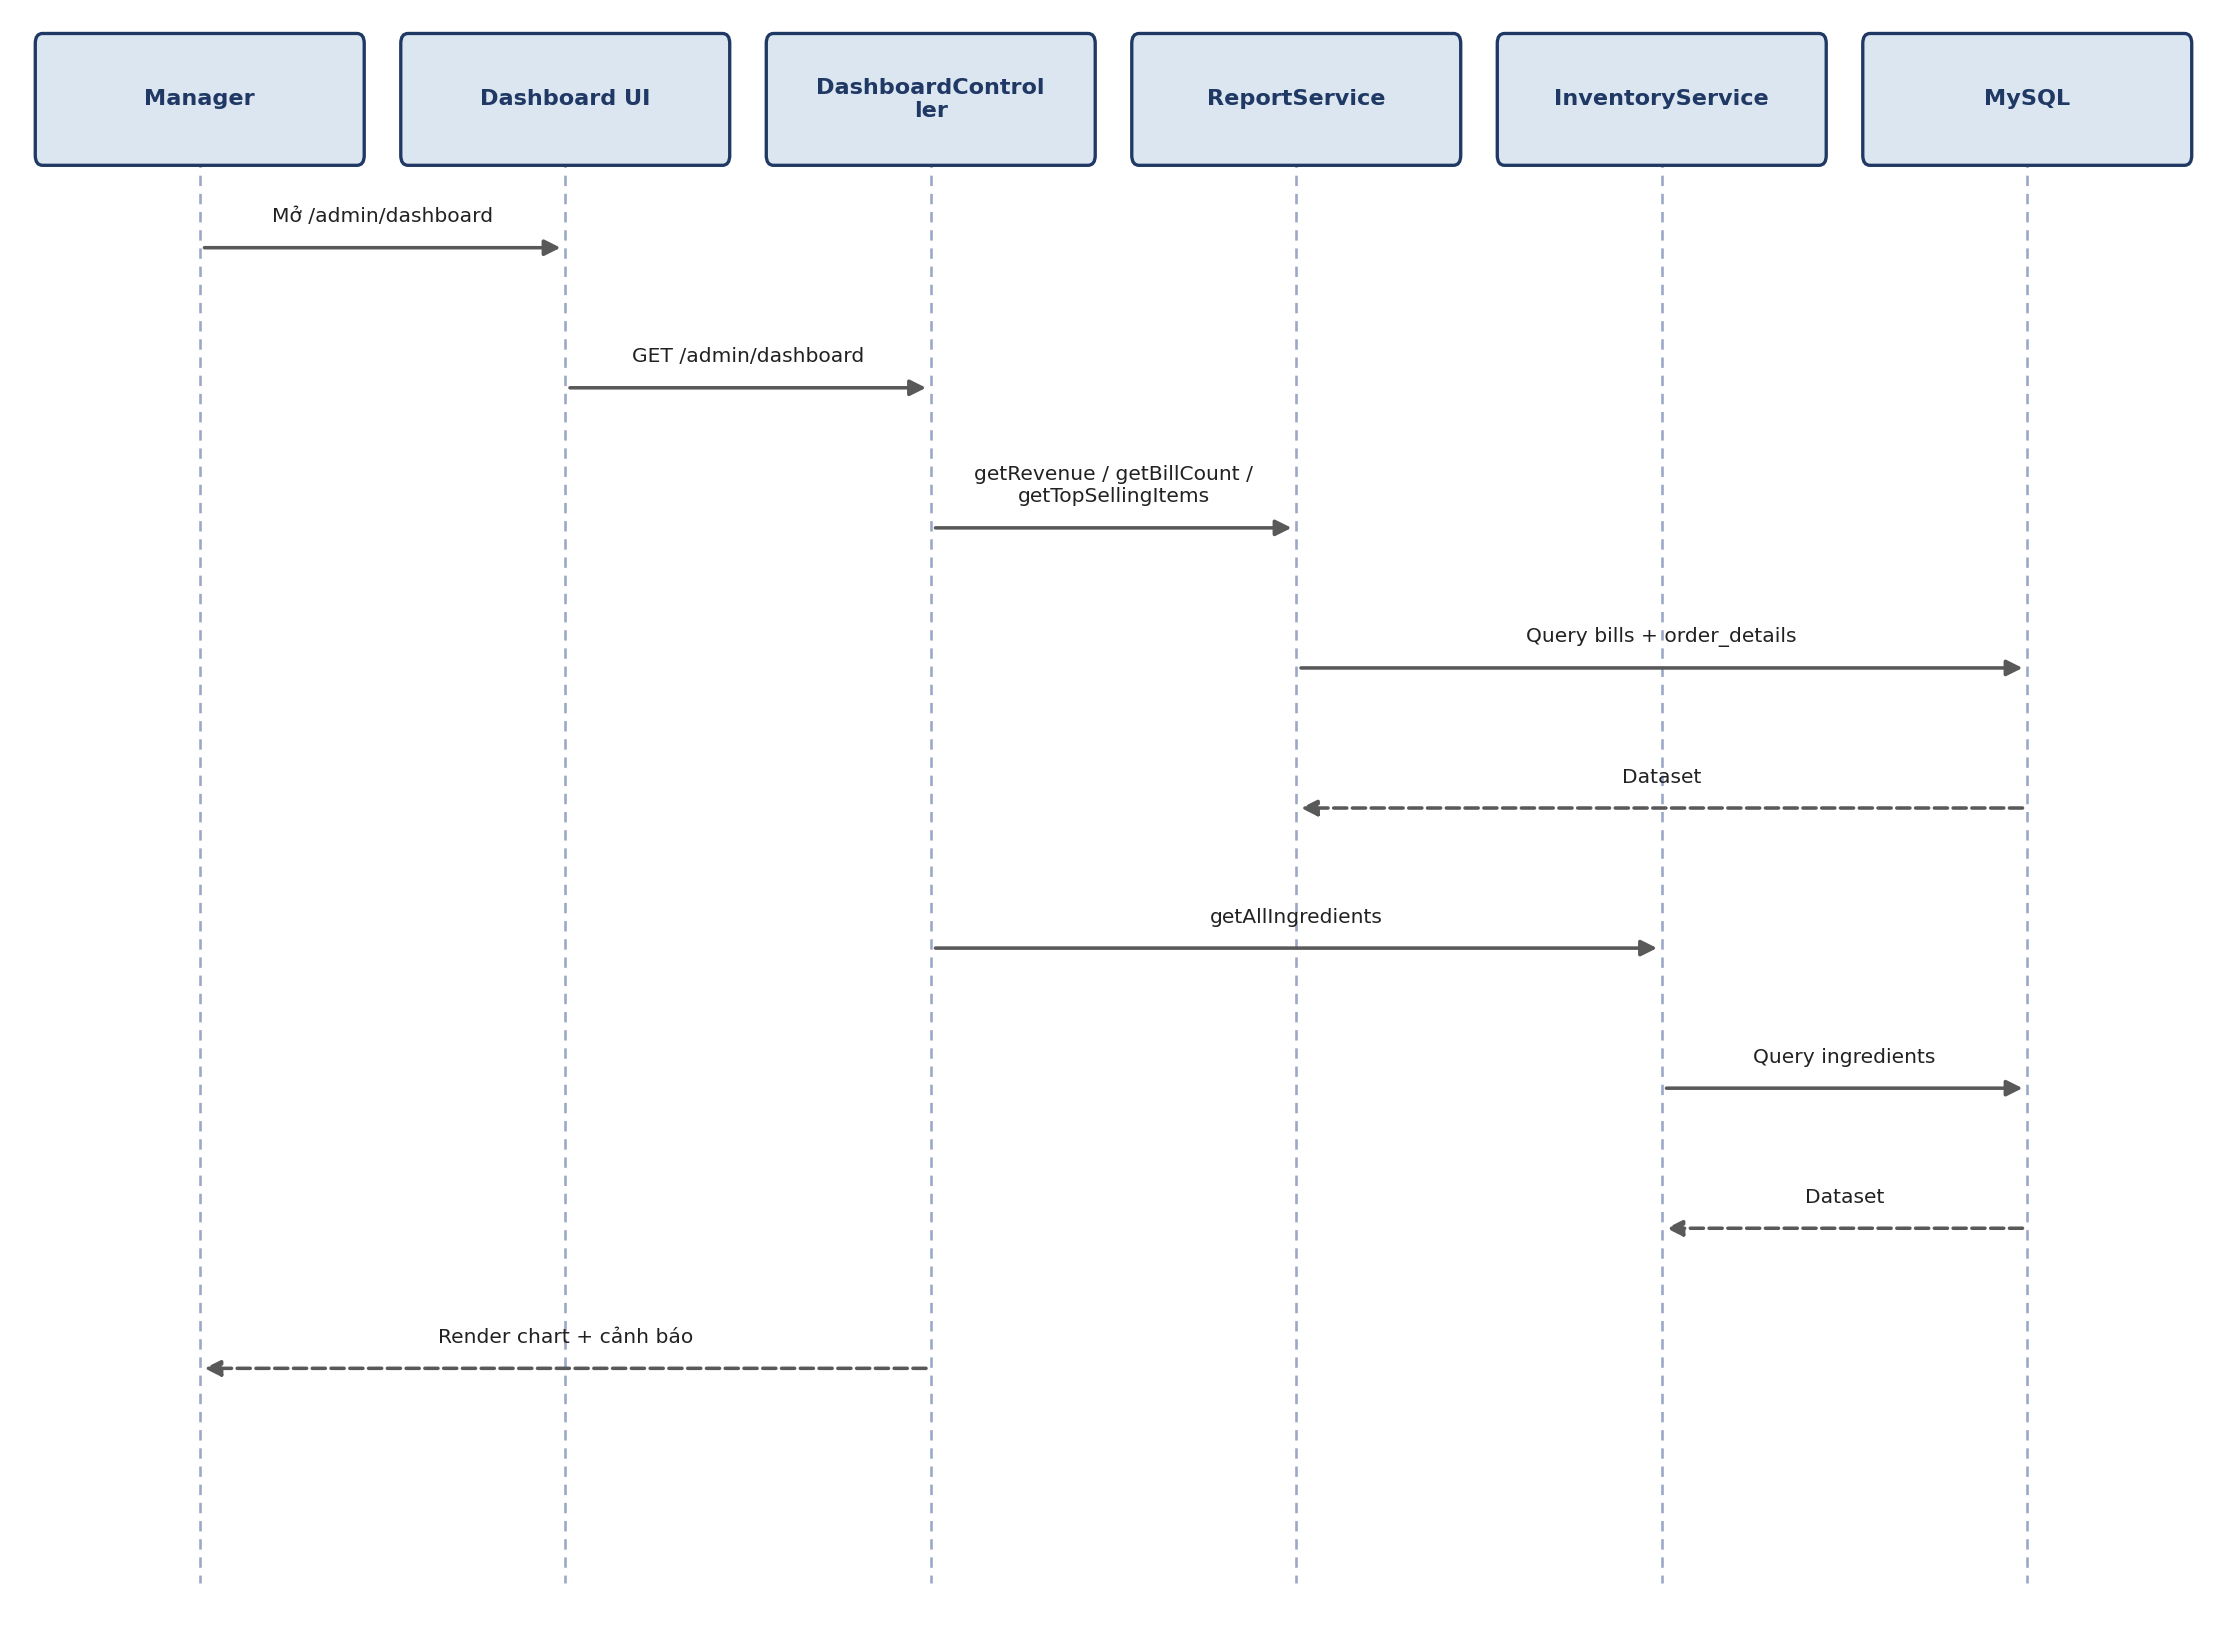 Manager
Dashboard UI
DashboardControl
ler
ReportService
InventoryService
MySQL
Mở /admin/dashboard
GET /admin/dashboard
getRevenue / getBillCount /
getTopSellingItems
Query bills + order_details
Dataset
getAllIngredients
Query ingredients
Dataset
Render chart + cảnh báo